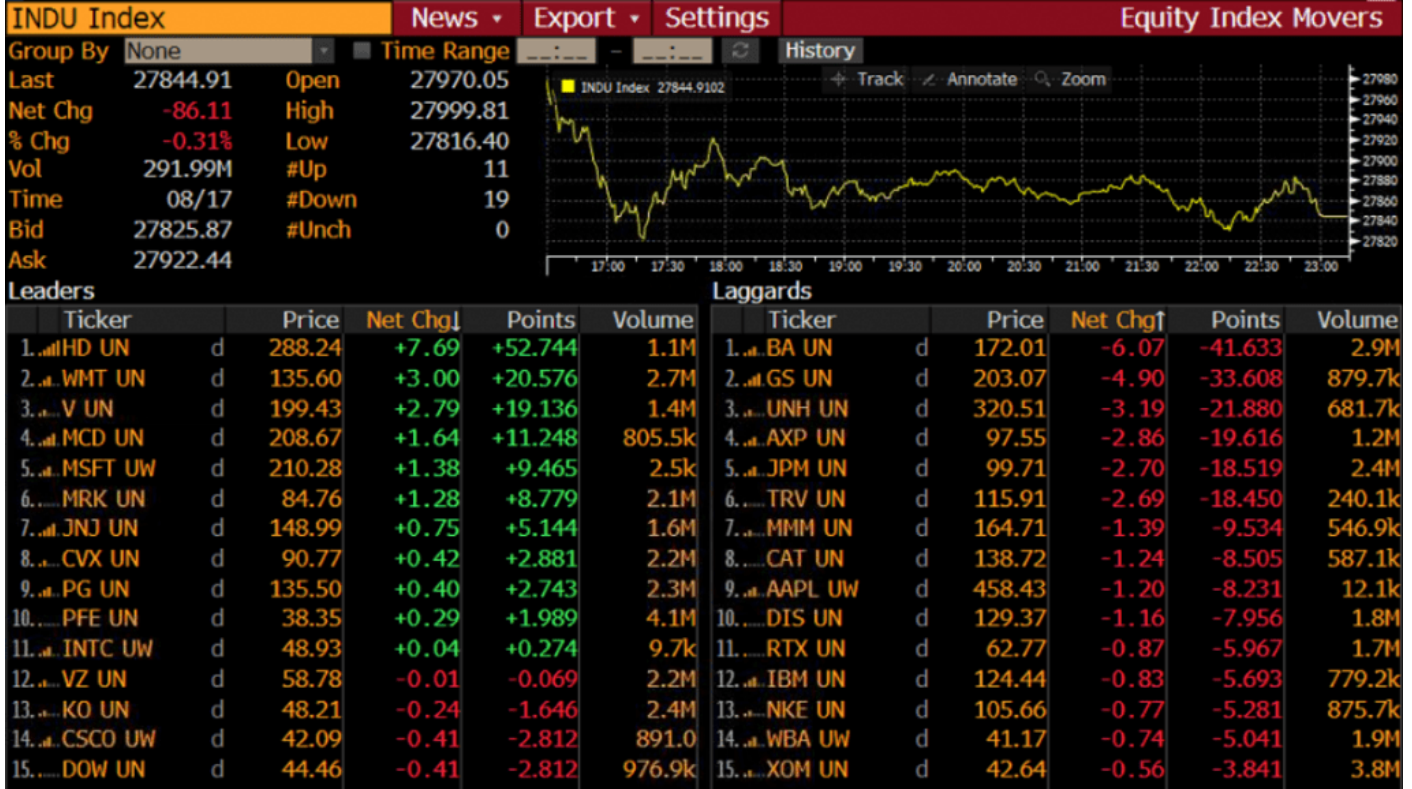 INDU Index News Export Settings Equity Index Movers
Group By None Time Range __:__ – __:__ History
Last 27844.91 Open 27970.05
Net Chg -86.11 High 27999.81
% Chg -0.31% Low 27816.40
Vol 291.99M #Up 11
Time 08/17 #Down 19
Bid 27825.87 #Unch 0
Ask 27922.44
INDU Index 27844.9102 Track Annotate Zoom
27980
27960
27940
27920
27900
27880
27860
27840
27820
17:00 17:30 18:00 18:30 19:00 19:30 20:00 20:30 21:00 21:30 22:00 22:30 23:00
Leaders
Ticker Price Net Chg↓ Points Volume
1. HD UN d 288.24 +7.69 +52.744 1.1M
2. WMT UN d 135.60 +3.00 +20.576 2.7M
3. V UN d 199.43 +2.79 +19.136 1.4M
4. MCD UN d 208.67 +1.64 +11.248 805.5k
5. MSFT UW d 210.28 +1.38 +9.465 2.5k
6. MRK UN d 84.76 +1.28 +8.779 2.1M
7. JNJ UN d 148.99 +0.75 +5.144 1.6M
8. CVX UN d 90.77 +0.42 +2.881 2.2M
9. PG UN d 135.50 +0.40 +2.743 2.3M
10. PFE UN d 38.35 +0.29 +1.989 4.1M
11. INTC UW d 48.93 +0.04 +0.274 9.7k
12. VZ UN d 58.78 -0.01 -0.069 2.2M
13. KO UN d 48.21 -0.24 -1.646 2.4M
14. CSCO UW d 42.09 -0.41 -2.812 891.0
15. DOW UN d 44.46 -0.41 -2.812 976.9k
Laggards
Ticker Price Net Chg↑ Points Volume
1. BA UN d 172.01 -6.07 -41.633 2.9M
2. GS UN d 203.07 -4.90 -33.608 879.7k
3. UNH UN d 320.51 -3.19 -21.880 681.7k
4. AXP UN d 97.55 -2.86 -19.616 1.2M
5. JPM UN d 99.71 -2.70 -18.519 2.4M
6. TRV UN d 115.91 -2.69 -18.450 240.1k
7. MMM UN d 164.71 -1.39 -9.534 546.9k
8. CAT UN d 138.72 -1.24 -8.505 587.1k
9. AAPL UW d 458.43 -1.20 -8.231 12.1k
10. DIS UN d 129.37 -1.16 -7.956 1.8M
11. RTX UN d 62.77 -0.87 -5.967 1.7M
12. IBM UN d 124.44 -0.83 -5.693 779.2k
13. NKE UN d 105.66 -0.77 -5.281 875.7k
14. WBA UW d 41.17 -0.74 -5.041 1.9M
15. XOM UN d 42.64 -0.56 -3.841 3.8M